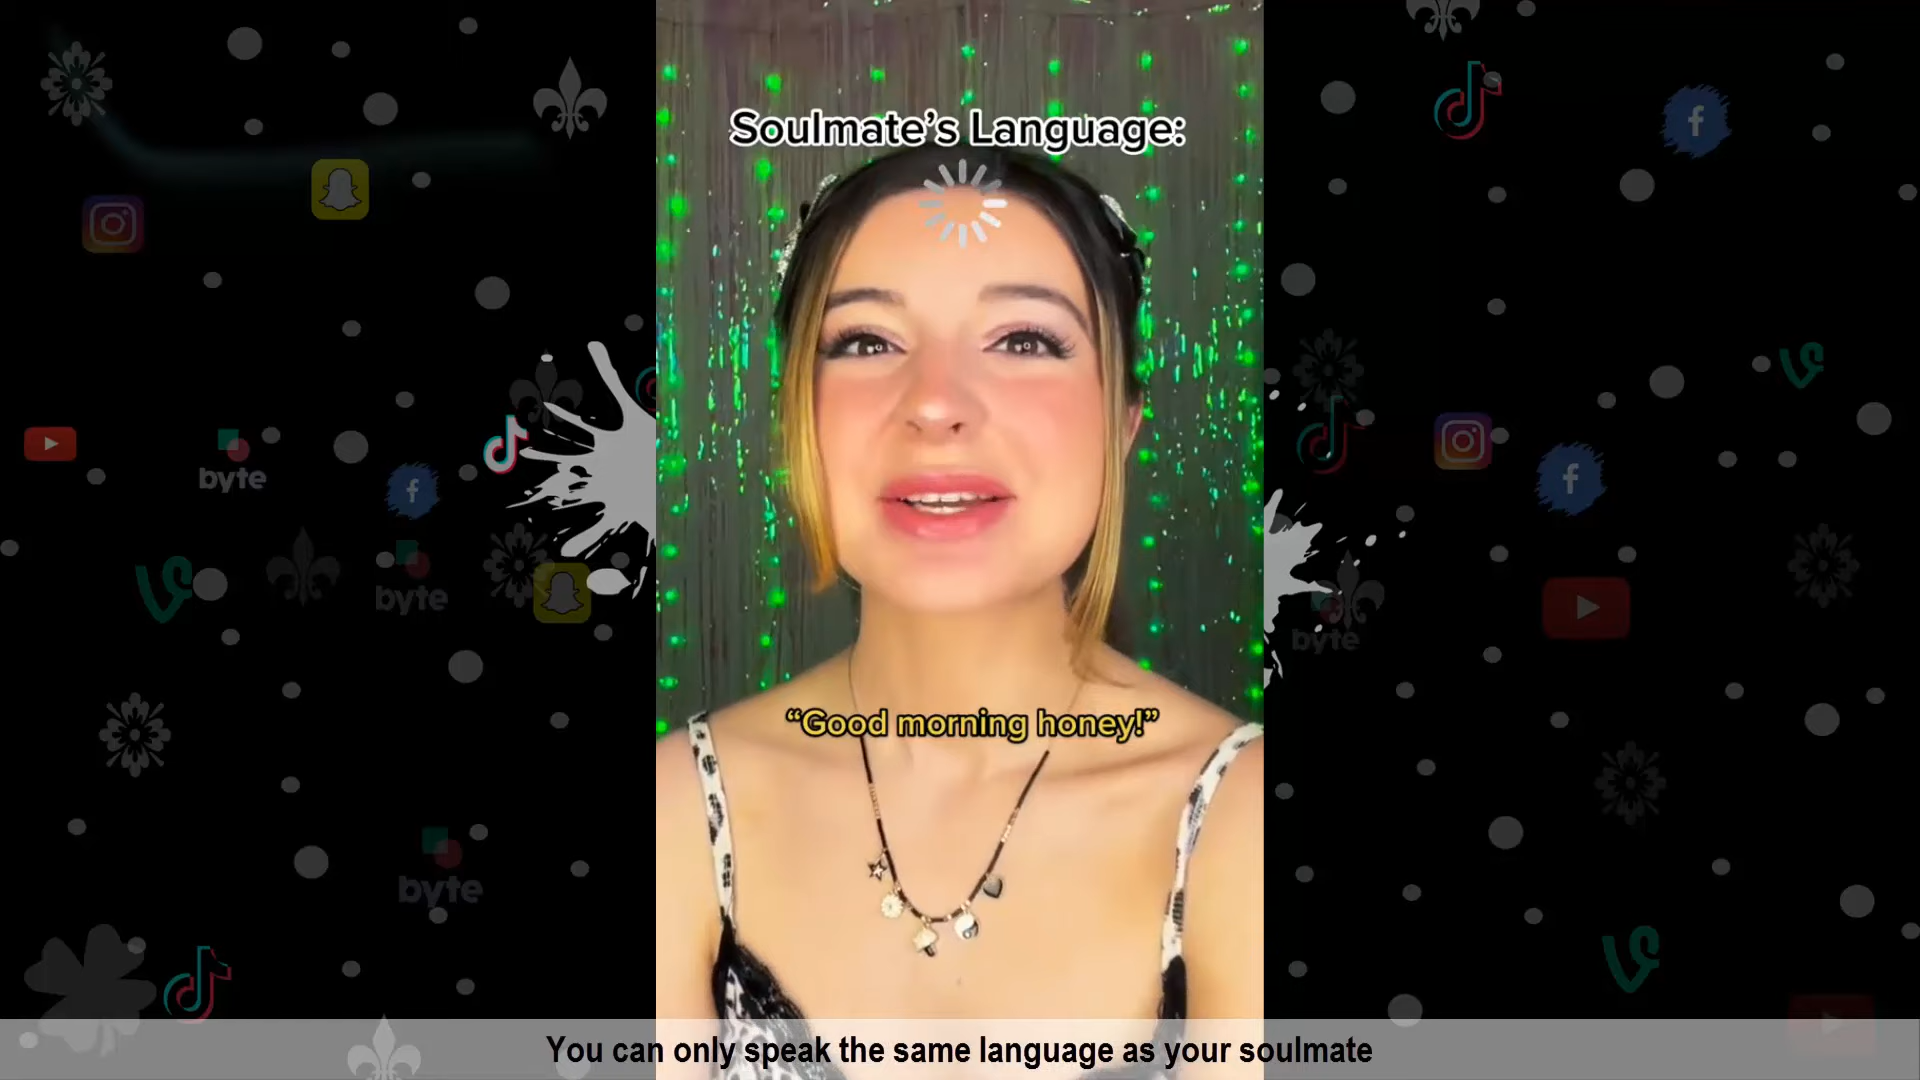 Soulmate's Language:
byte
byte
"Good morning honey!"
byte
byte
You can only speak the same language as your soulmate